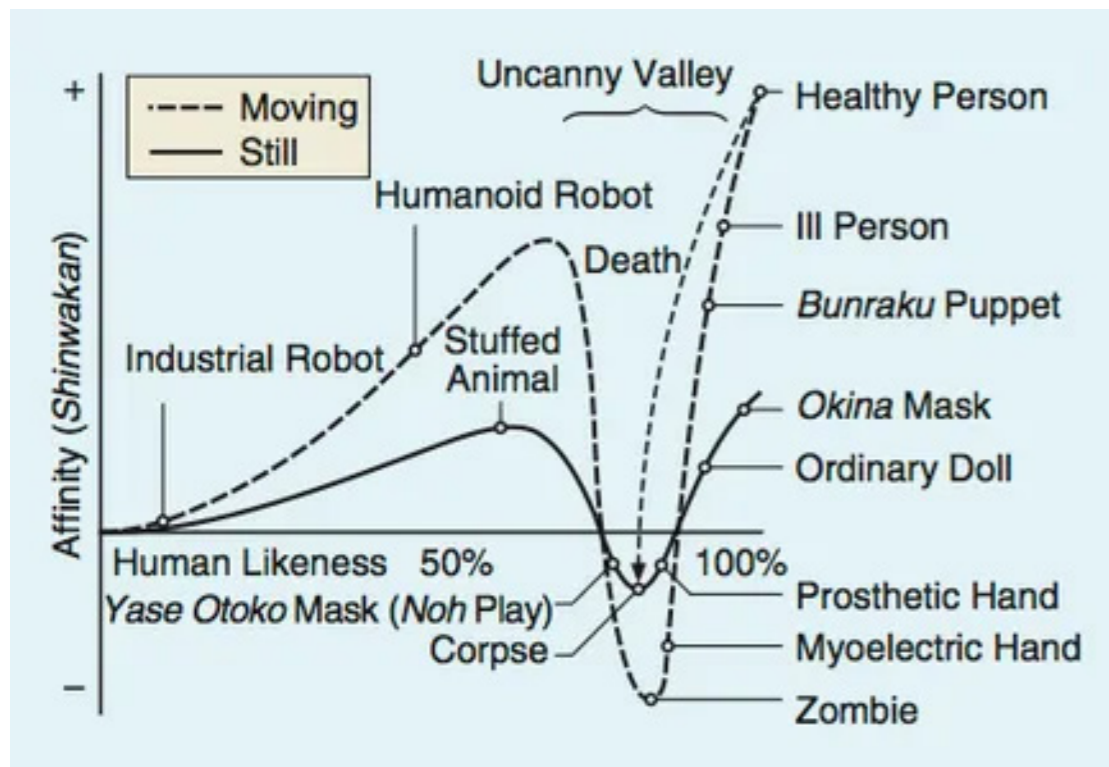 Uncanny Valley
+
Healthy Person
Moving
Still
Humanoid Robot
Ill Person
Death
Bunraku Puppet
Industrial Robot
Stuffed
Animal
Okina Mask
Ordinary Doll
Affinity (Shinwakan)
Human Likeness 50% 100%
Yase Otoko Mask (Noh Play)
Prosthetic Hand
Corpse
Myoelectric Hand
−
Zombie